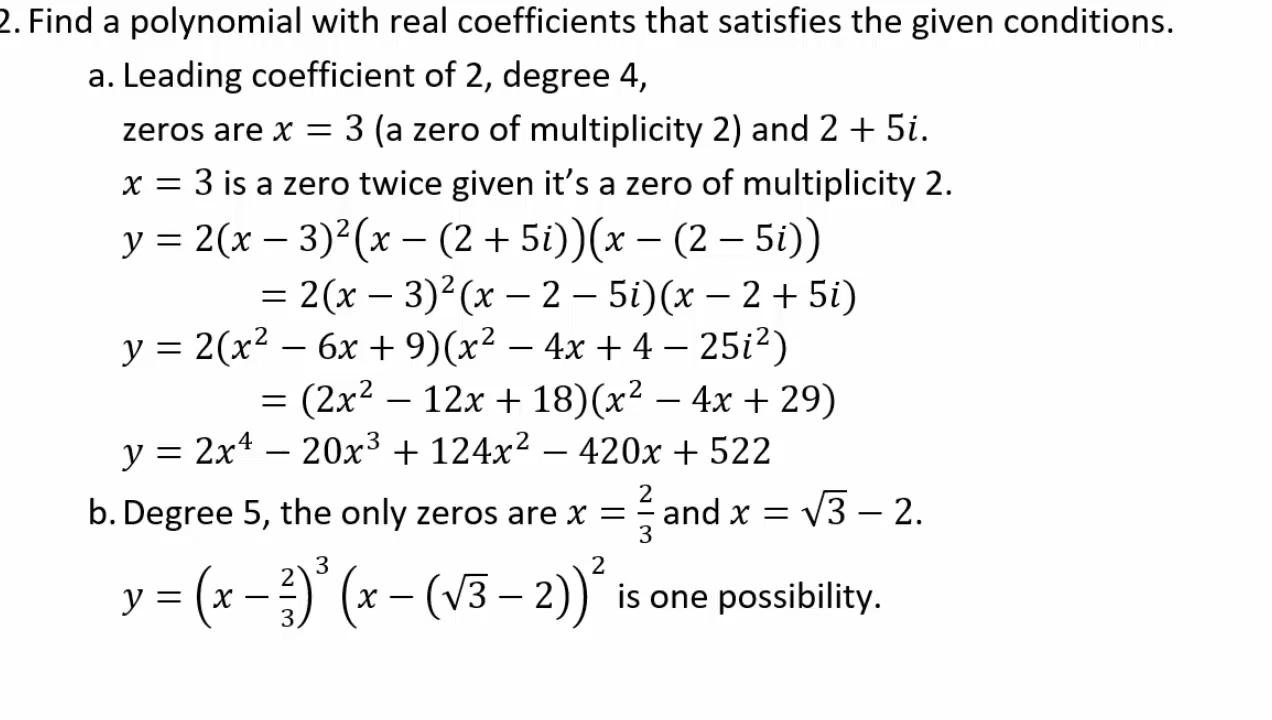 2. Find a polynomial with real coefficients that satisfies the given conditions.
a. Leading coefficient of 2, degree 4,
zeros are x = 3 (a zero of multiplicity 2) and 2 + 5i.
x = 3 is a zero twice given it's a zero of multiplicity 2.
y = 2(x − 3)²(x − (2 + 5i))(x − (2 − 5i))
= 2(x − 3)²(x − 2 − 5i)(x − 2 + 5i)
y = 2(x² − 6x + 9)(x² − 4x + 4 − 25i²)
= (2x² − 12x + 18)(x² − 4x + 29)
y = 2x⁴ − 20x³ + 124x² − 420x + 522
b. Degree 5, the only zeros are x = 2/3 and x = √3 − 2.
y = (x − 2/3)³ (x − (√3 − 2))² is one possibility.